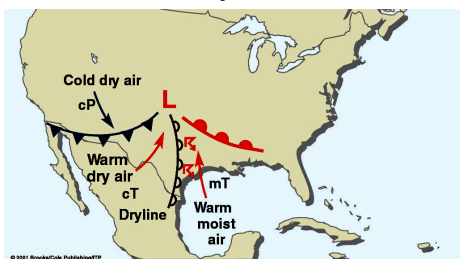 Cold dry air
cP
L
Warm
dry air
cT
Dryline
mT
Warm
moist
air
© 2001 Brooks/Cole Publishing/ITP